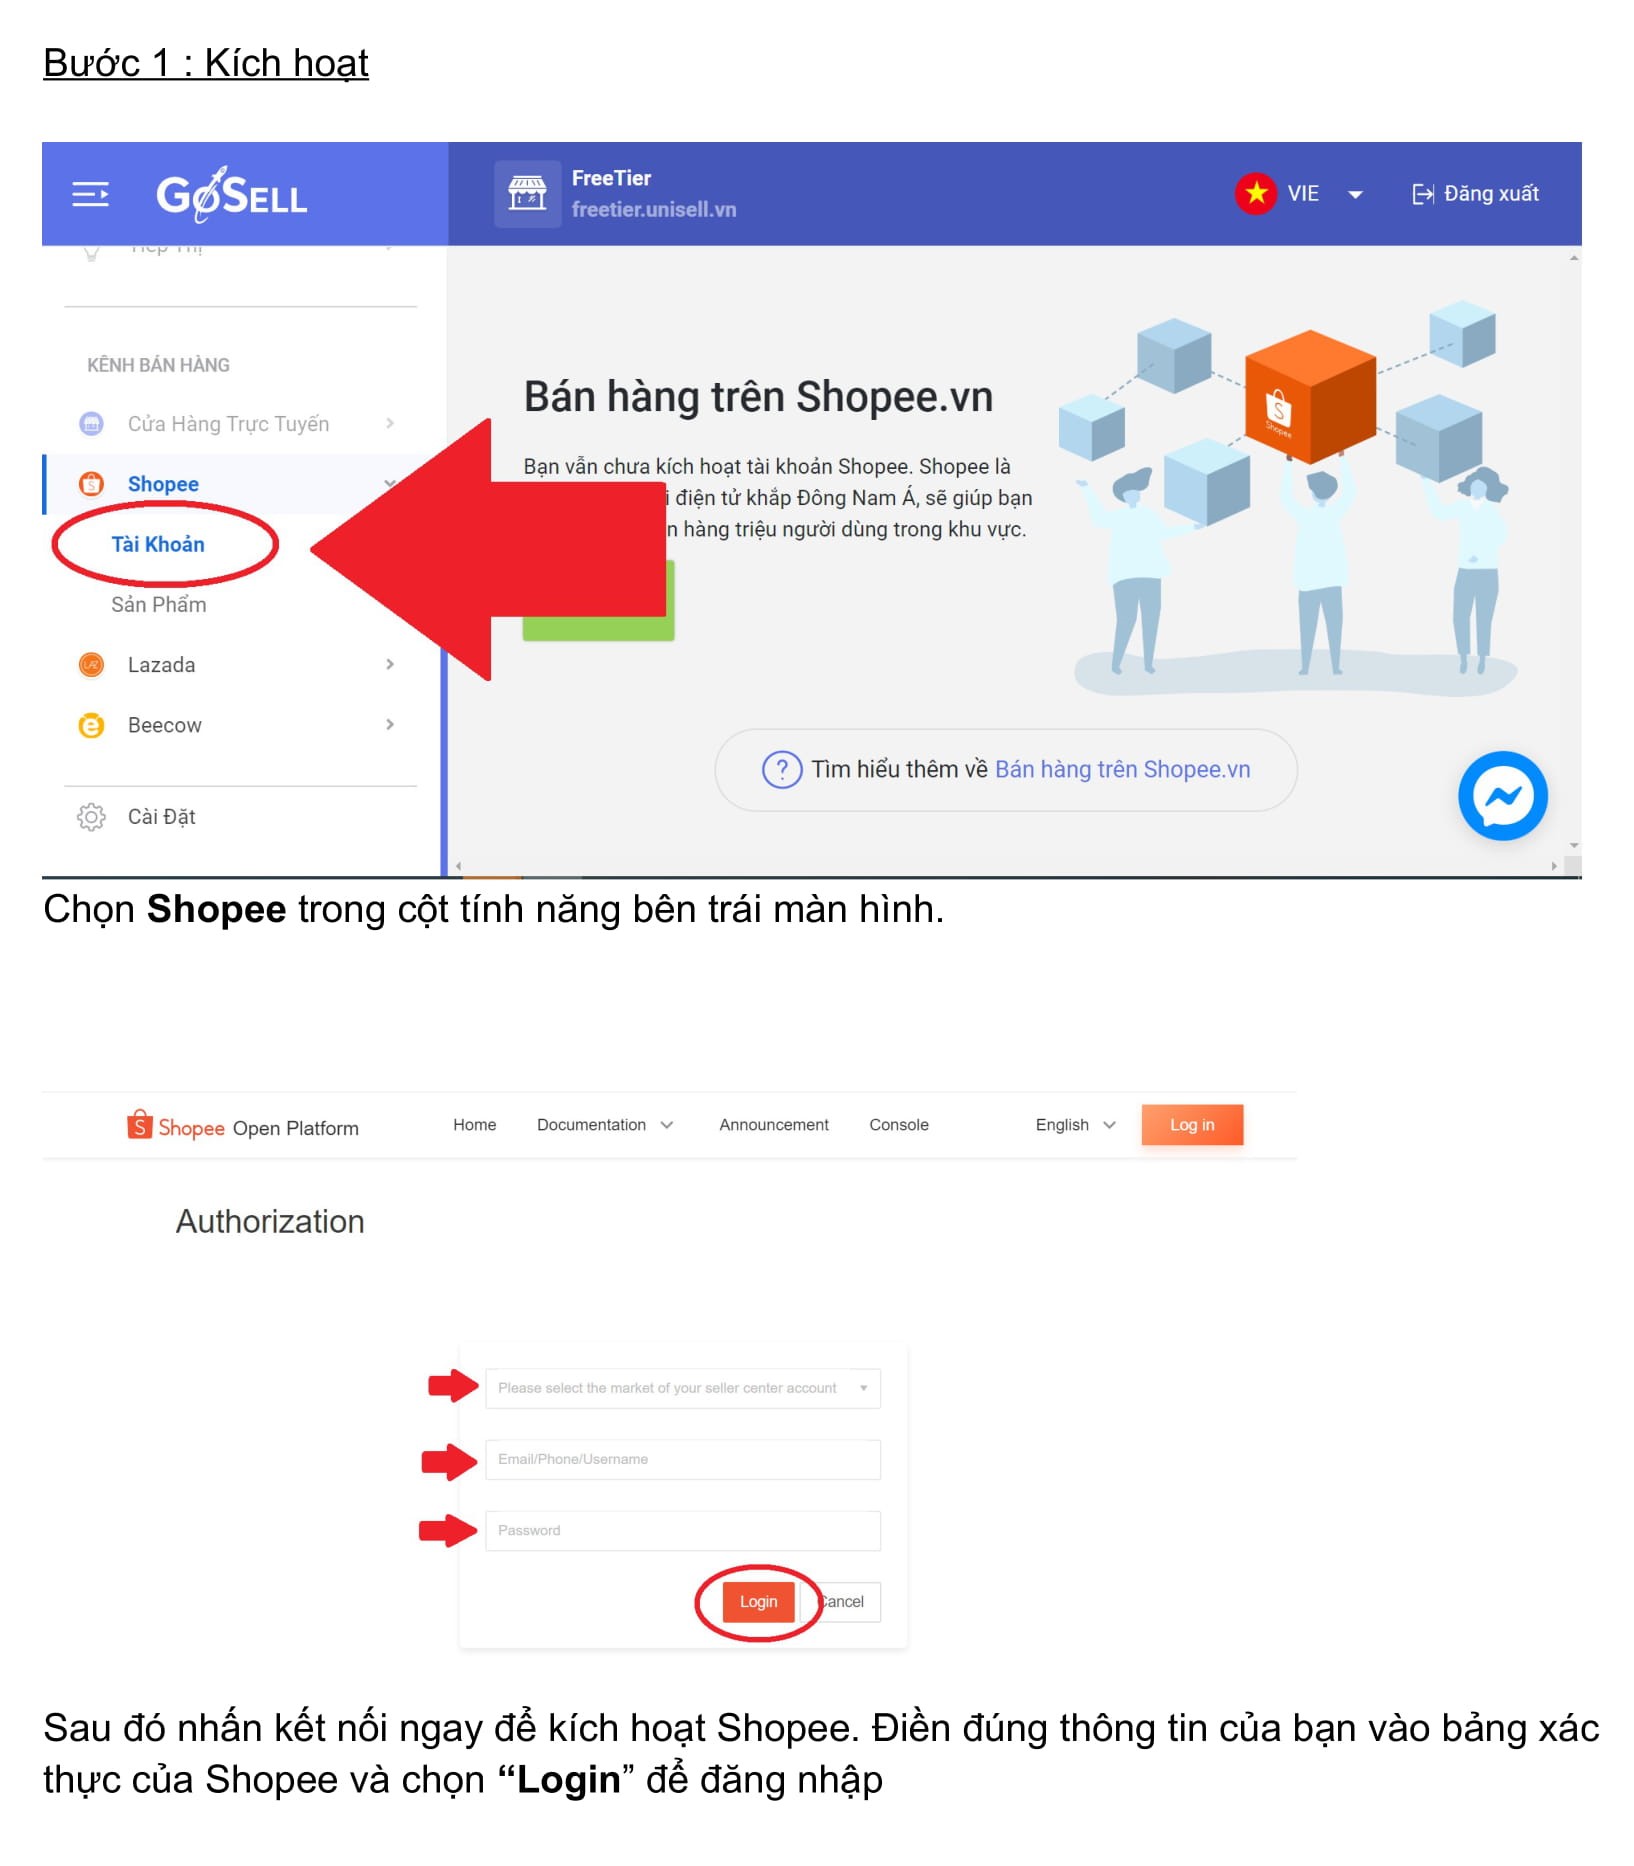 Bước 1 : Kích hoạt
GoSELL
FreeTier
freetier.unisell.vn
VIE
Đăng xuất
Tiếp Thị
KÊNH BÁN HÀNG
Cửa Hàng Trực Tuyến
Shopee
Tài Khoản
Sản Phẩm
Lazada
Beecow
Cài Đặt
Bán hàng trên Shopee.vn
Bạn vẫn chưa kích hoạt tài khoản Shopee. Shopee là
điện tử khắp Đông Nam Á, sẽ giúp bạn
hàng triệu người dùng trong khu vực.
Shopee
Tìm hiểu thêm về Bán hàng trên Shopee.vn
Chọn Shopee trong cột tính năng bên trái màn hình.
Shopee Open Platform
Home
Documentation
Announcement
Console
English
Log in
Authorization
Please select the market of your seller center account
Email/Phone/Username
Password
Login
Cancel
Sau đó nhấn kết nối ngay để kích hoạt Shopee. Điền đúng thông tin của bạn vào bảng xác
thực của Shopee và chọn “Login” để đăng nhập